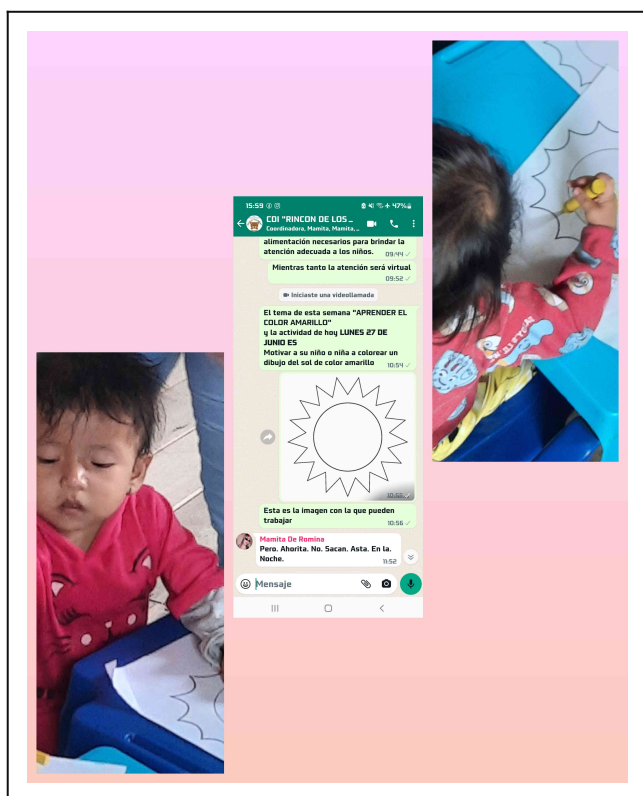 15:59
47%
CDI "RINCON DE LOS_
Coordinadora, Mamita, Mamita,...
alimentación necesarios para brindar la
atención adecuada a los niños.
09:44
Mientras tanto la atención será virtual
09:52
Iniciaste una videollamada
El tema de esta semana "APRENDER EL
COLOR AMARILLO"
y la actividad de hoy LUNES 27 DE
JUNIO ES
Motivar a su niño o niña a colorear un
dibujo del sol de color amarillo
10:54
Esta es la imagen con la que pueden
trabajar
10:56
Mamita De Romina
Pero. Ahorita. No. Sacan. Asta. En la.
Noche.
11:52
Mensaje